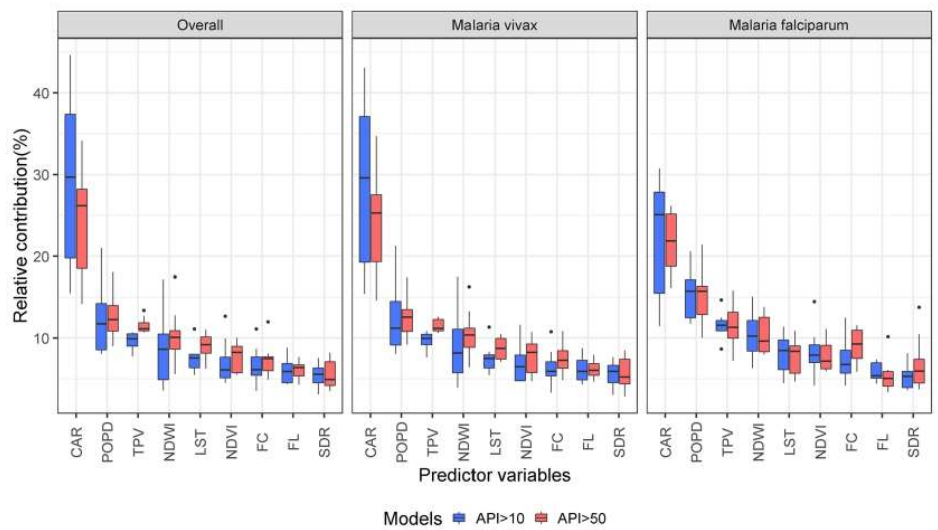 Overall
Malaria vivax
Malaria falciparum
Relative contribution(%)
40
30
20
10
CAR POPD TPV NDWI LST NDVI FC FL SDR
CAR POPD TPV NDWI LST NDVI FC FL SDR
CAR POPD TPV NDWI LST NDVI FC FL SDR
Predictor variables
Models API>10 API>50